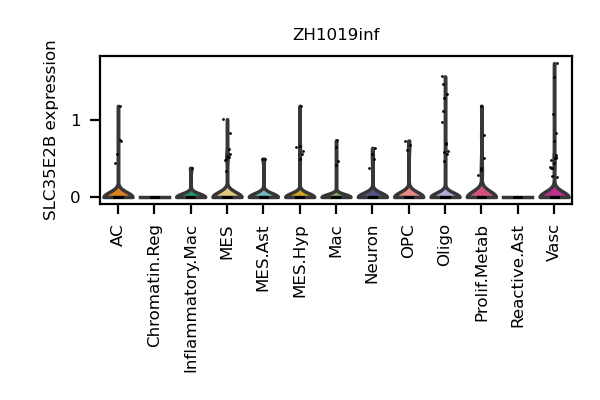 ZH1019inf
SLC35E2B expression
1
0
AC
Chromatin.Reg
Inflammatory.Mac
MES
MES.Ast
MES.Hyp
Mac
Neuron
OPC
Oligo
Prolif.Metab
Reactive.Ast
Vasc